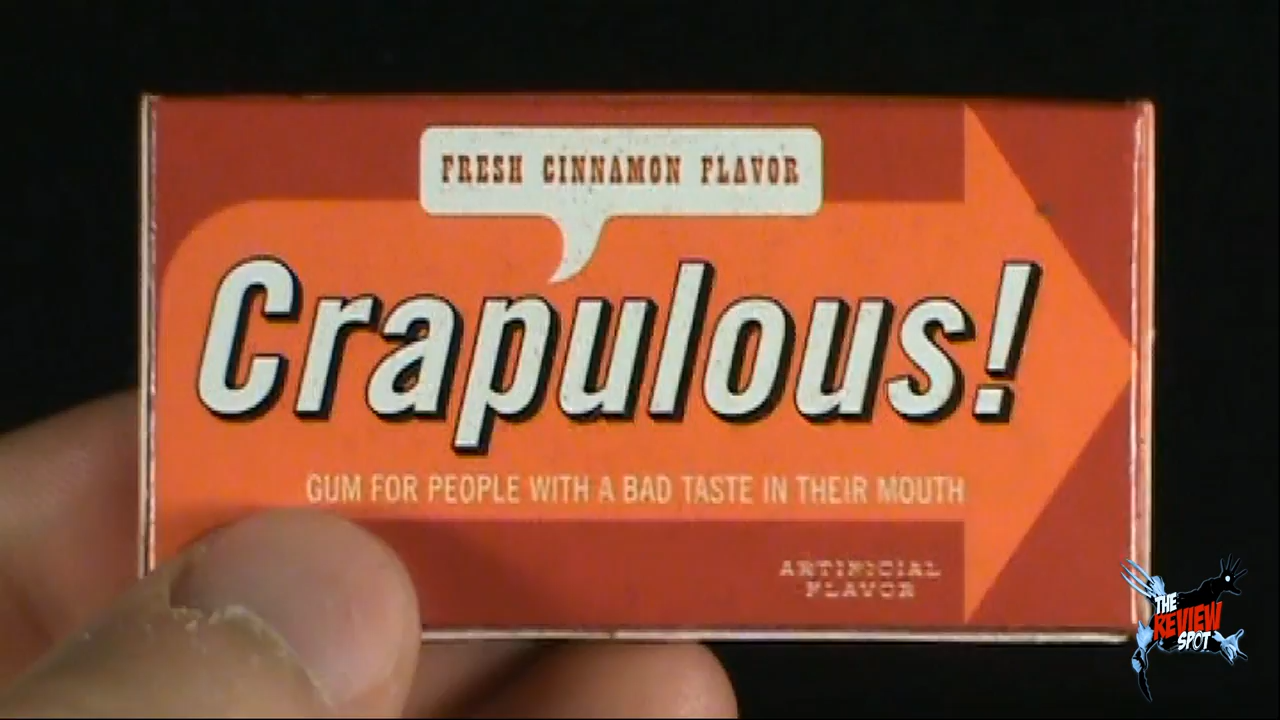 FRESH CINNAMON FLAVOR
Crapulous!
GUM FOR PEOPLE WITH A BAD TASTE IN THEIR MOUTH
ARTIFICIAL
FLAVOR
THE
REVIEW
SPOT